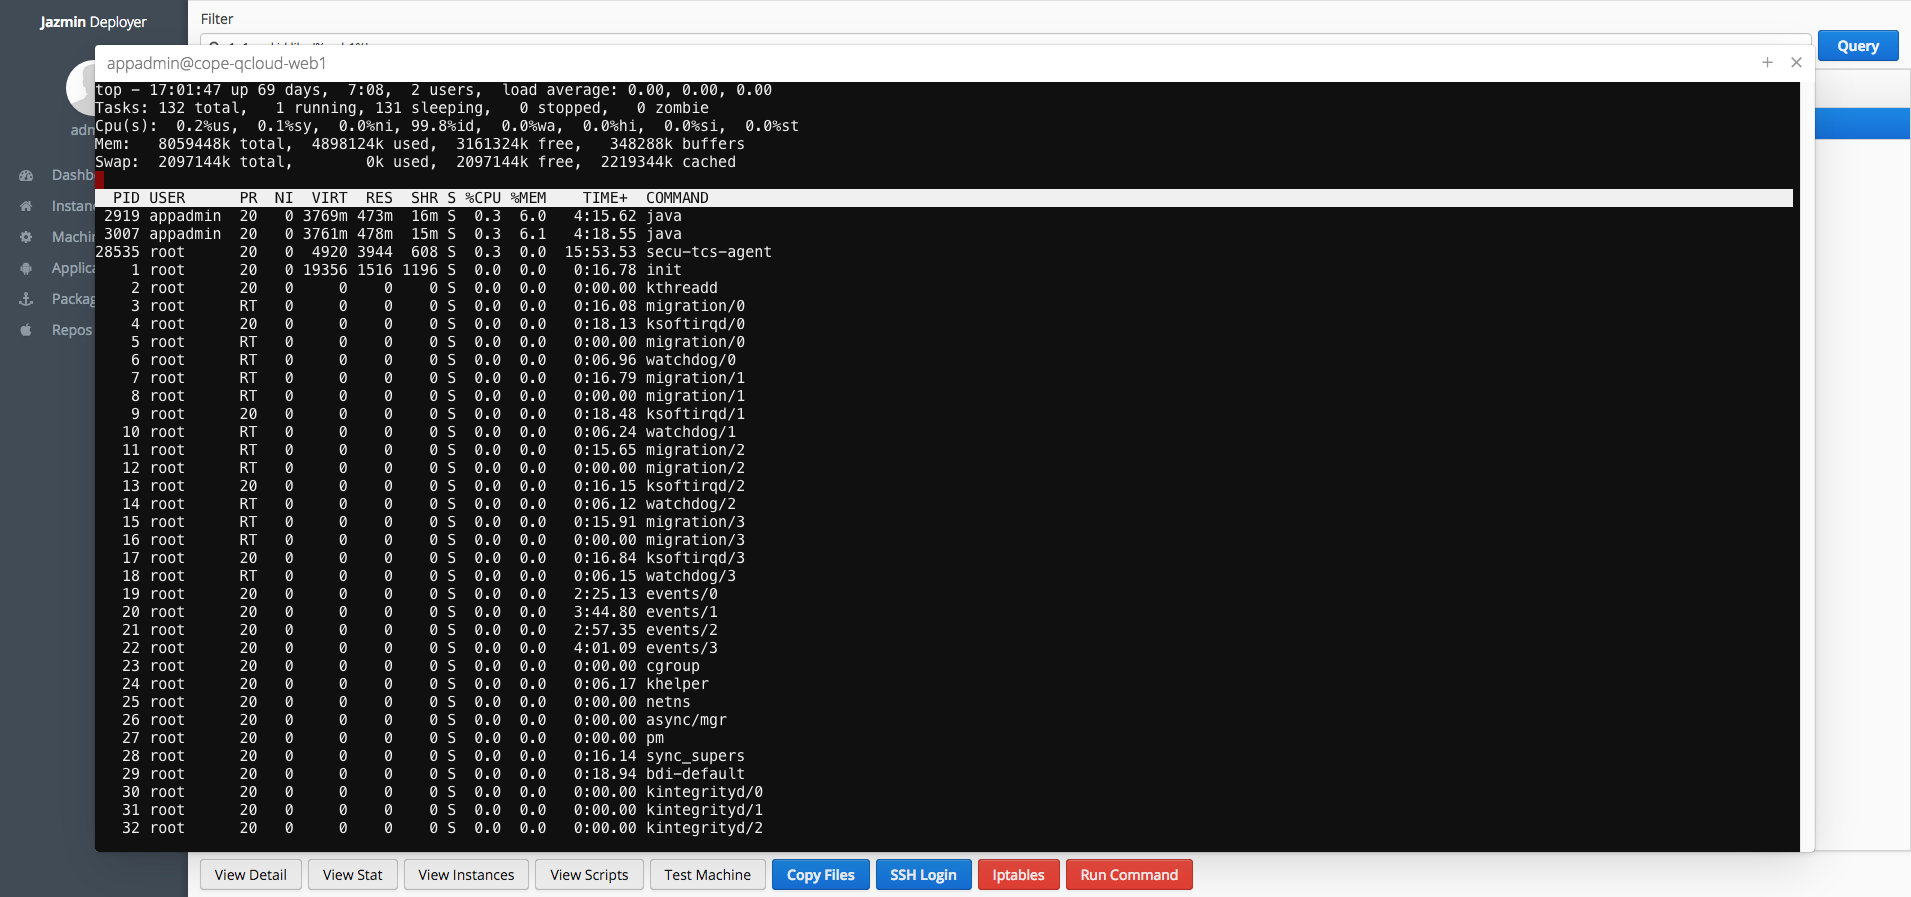 Jazmin Deployer
Filter
Query
appadmin@cope-qcloud-web1
top - 17:01:47 up 69 days,  7:08,  2 users,  load average: 0.00, 0.00, 0.00
Tasks: 132 total,   1 running, 131 sleeping,   0 stopped,   0 zombie
Cpu(s):  0.2%us,  0.1%sy,  0.0%ni, 99.8%id,  0.0%wa,  0.0%hi,  0.0%si,  0.0%st
Mem:   8059448k total,  4898124k used,  3161324k free,   348288k buffers
Swap:  2097144k total,        0k used,  2097144k free,  2219344k cached
PID USER      PR  NI  VIRT  RES  SHR S %CPU %MEM    TIME+  COMMAND
2919 appadmin  20   0 3769m 473m  16m S  0.3  6.0   4:15.62 java
3007 appadmin  20   0 3761m 478m  15m S  0.3  6.1   4:18.55 java
28535 root      20   0  4920 3944  608 S  0.3  0.0  15:53.53 secu-tcs-agent
1 root      20   0 19356 1516 1196 S  0.0  0.0   0:16.78 init
2 root      20   0     0    0    0 S  0.0  0.0   0:00.00 kthreadd
3 root      RT   0     0    0    0 S  0.0  0.0   0:16.08 migration/0
4 root      20   0     0    0    0 S  0.0  0.0   0:18.13 ksoftirqd/0
5 root      RT   0     0    0    0 S  0.0  0.0   0:00.00 migration/0
6 root      RT   0     0    0    0 S  0.0  0.0   0:06.96 watchdog/0
7 root      RT   0     0    0    0 S  0.0  0.0   0:16.79 migration/1
8 root      RT   0     0    0    0 S  0.0  0.0   0:00.00 migration/1
9 root      20   0     0    0    0 S  0.0  0.0   0:18.48 ksoftirqd/1
10 root      RT   0     0    0    0 S  0.0  0.0   0:06.24 watchdog/1
11 root      RT   0     0    0    0 S  0.0  0.0   0:15.65 migration/2
12 root      RT   0     0    0    0 S  0.0  0.0   0:00.00 migration/2
13 root      20   0     0    0    0 S  0.0  0.0   0:16.15 ksoftirqd/2
14 root      RT   0     0    0    0 S  0.0  0.0   0:06.12 watchdog/2
15 root      RT   0     0    0    0 S  0.0  0.0   0:15.91 migration/3
16 root      RT   0     0    0    0 S  0.0  0.0   0:00.00 migration/3
17 root      20   0     0    0    0 S  0.0  0.0   0:16.84 ksoftirqd/3
18 root      RT   0     0    0    0 S  0.0  0.0   0:06.15 watchdog/3
19 root      20   0     0    0    0 S  0.0  0.0   2:25.13 events/0
20 root      20   0     0    0    0 S  0.0  0.0   3:44.80 events/1
21 root      20   0     0    0    0 S  0.0  0.0   2:57.35 events/2
22 root      20   0     0    0    0 S  0.0  0.0   4:01.09 events/3
23 root      20   0     0    0    0 S  0.0  0.0   0:00.00 cgroup
24 root      20   0     0    0    0 S  0.0  0.0   0:06.17 khelper
25 root      20   0     0    0    0 S  0.0  0.0   0:00.00 netns
26 root      20   0     0    0    0 S  0.0  0.0   0:00.00 async/mgr
27 root      20   0     0    0    0 S  0.0  0.0   0:00.00 pm
28 root      20   0     0    0    0 S  0.0  0.0   0:16.14 sync_supers
29 root      20   0     0    0    0 S  0.0  0.0   0:18.94 bdi-default
30 root      20   0     0    0    0 S  0.0  0.0   0:00.00 kintegrityd/0
31 root      20   0     0    0    0 S  0.0  0.0   0:00.00 kintegrityd/1
32 root      20   0     0    0    0 S  0.0  0.0   0:00.00 kintegrityd/2
adn
Dashb
Instan
Machi
Applica
Packag
Repos
View Detail
View Stat
View Instances
View Scripts
Test Machine
Copy Files
SSH Login
Iptables
Run Command